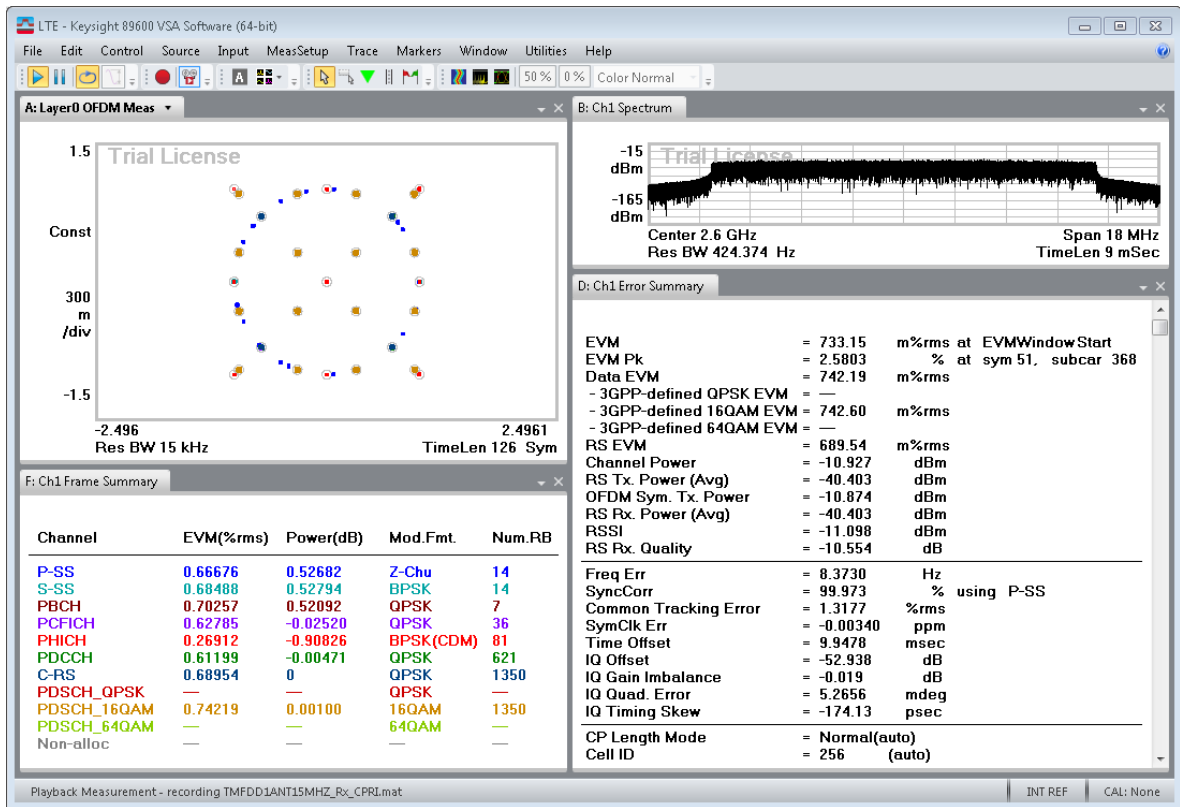 LTE - Keysight 89600 VSA Software (64-bit)
File Edit Control Source Input MeasSetup Trace Markers Window Utilities Help
A 50 % 0 % Color Normal
A: Layer0 OFDM Meas
Trial License
1.5
Const
300
m
/div
-1.5
-2.496 2.4961
Res BW 15 kHz TimeLen 126 Sym
B: Ch1 Spectrum
Trial License
-15
dBm
-165
dBm
Center 2.6 GHz Span 18 MHz
Res BW 424.374 Hz TimeLen 9 mSec
F: Ch1 Frame Summary
Channel EVM(%rms) Power(dB) Mod.Fmt. Num.RB
P-SS 0.66676 0.52682 Z-Chu 14
S-SS 0.68488 0.52794 BPSK 14
PBCH 0.70257 0.52092 QPSK 7
PCFICH 0.62785 -0.02520 QPSK 36
PHICH 0.26912 -0.90826 BPSK(CDM) 81
PDCCH 0.61199 -0.00471 QPSK 621
C-RS 0.68954 0 QPSK 1350
PDSCH_QPSK — — QPSK —
PDSCH_16QAM 0.74219 0.00100 16QAM 1350
PDSCH_64QAM — — 64QAM —
Non-alloc — — — —
D: Ch1 Error Summary
EVM = 733.15 m%rms at EVMWindowStart
EVM Pk = 2.5803 % at sym 51, subcar 368
Data EVM = 742.19 m%rms
- 3GPP-defined QPSK EVM = —
- 3GPP-defined 16QAM EVM = 742.60 m%rms
- 3GPP-defined 64QAM EVM = —
RS EVM = 689.54 m%rms
Channel Power = -10.927 dBm
RS Tx. Power (Avg) = -40.403 dBm
OFDM Sym. Tx. Power = -10.874 dBm
RS Rx. Power (Avg) = -40.403 dBm
RSSI = -11.098 dBm
RS Rx. Quality = -10.554 dB
Freq Err = 8.3730 Hz
SyncCorr = 99.973 % using P-SS
Common Tracking Error = 1.3177 %rms
SymClk Err = -0.00340 ppm
Time Offset = 9.9478 msec
IQ Offset = -52.938 dB
IQ Gain Imbalance = -0.019 dB
IQ Quad. Error = 5.2656 mdeg
IQ Timing Skew = -174.13 psec
CP Length Mode = Normal(auto)
Cell ID = 256 (auto)
Playback Measurement - recording TMFDD1ANT15MHZ_Rx_CPRI.mat INT REF CAL: None